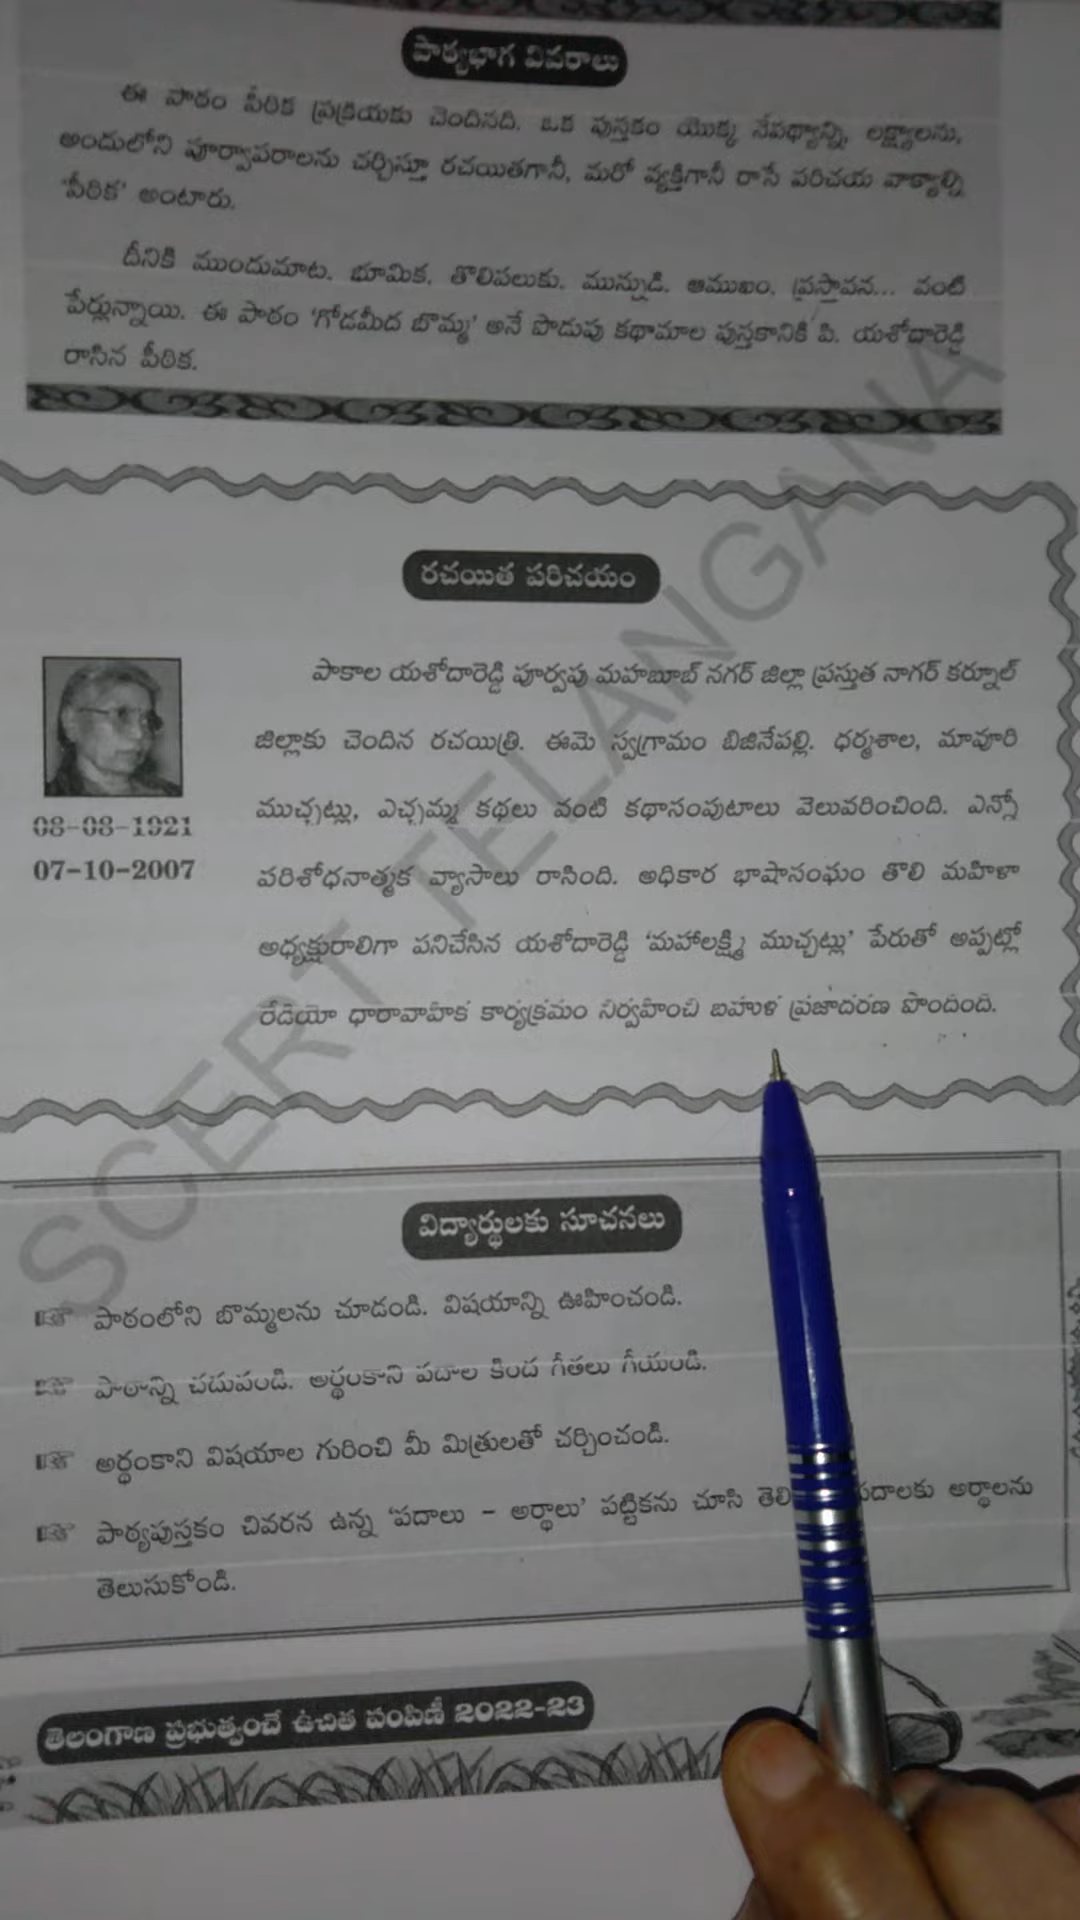 పాఠ్యభాగ వివరాలు
ఈ పాఠం పీఠిక ప్రక్రియకు చెందినది. ఒక పుస్తకం యొక్క నేపథ్యాన్ని, లక్ష్యాలను,
అందులోని పూర్వాపరాలను చర్చిస్తూ రచయితగానీ, మరో వ్యక్తిగానీ రాసే పరిచయ వాక్యాల్ని
'పీఠిక' అంటారు.
దీనికి ముందుమాట, భూమిక, తొలిపలుకు, మున్నుడి, ఆముఖం, ప్రస్తావన... వంటి
పేర్లున్నాయి. ఈ పాఠం 'గోడమీద బొమ్మ' అనే పొడుపు కథామాల పుస్తకానికి పి. యశోదారెడ్డి
రాసిన పీఠిక.
రచయిత పరిచయం
పాకాల యశోదారెడ్డి పూర్వపు మహబూబ్ నగర్ జిల్లా ప్రస్తుత నాగర్ కర్నూల్
జిల్లాకు చెందిన రచయిత్రి. ఈమె స్వగ్రామం బిజినేపల్లి. ధర్మశాల, మావూరి
ముచ్చట్లు, ఎచ్చమ్మ కథలు వంటి కథాసంపుటాలు వెలువరించింది. ఎన్నో
పరిశోధనాత్మక వ్యాసాలు రాసింది. అధికార భాషాసంఘం తొలి మహిళా
అధ్యక్షురాలిగా పనిచేసిన యశోదారెడ్డి 'మహాలక్ష్మి ముచ్చట్లు' పేరుతో అప్పట్లో
రేడియో ధారావాహిక కార్యక్రమం నిర్వహించి బహుళ ప్రజాదరణ పొందింది.
08-08-1921
07-10-2007
విద్యార్థులకు సూచనలు
పాఠంలోని బొమ్మలను చూడండి. విషయాన్ని ఊహించండి.
పాఠాన్ని చదువండి. అర్థంకాని పదాల కింద గీతలు గీయండి.
అర్థంకాని విషయాల గురించి మీ మిత్రులతో చర్చించండి.
పాఠ్యపుస్తకం చివరన ఉన్న 'పదాలు - అర్థాలు' పట్టికను చూసి తెలి పదాలకు అర్థాలను
తెలుసుకోండి.
తెలంగాణ ప్రభుత్వంచే ఉచిత పంపిణీ 2022-23
SCERT TELANGANA